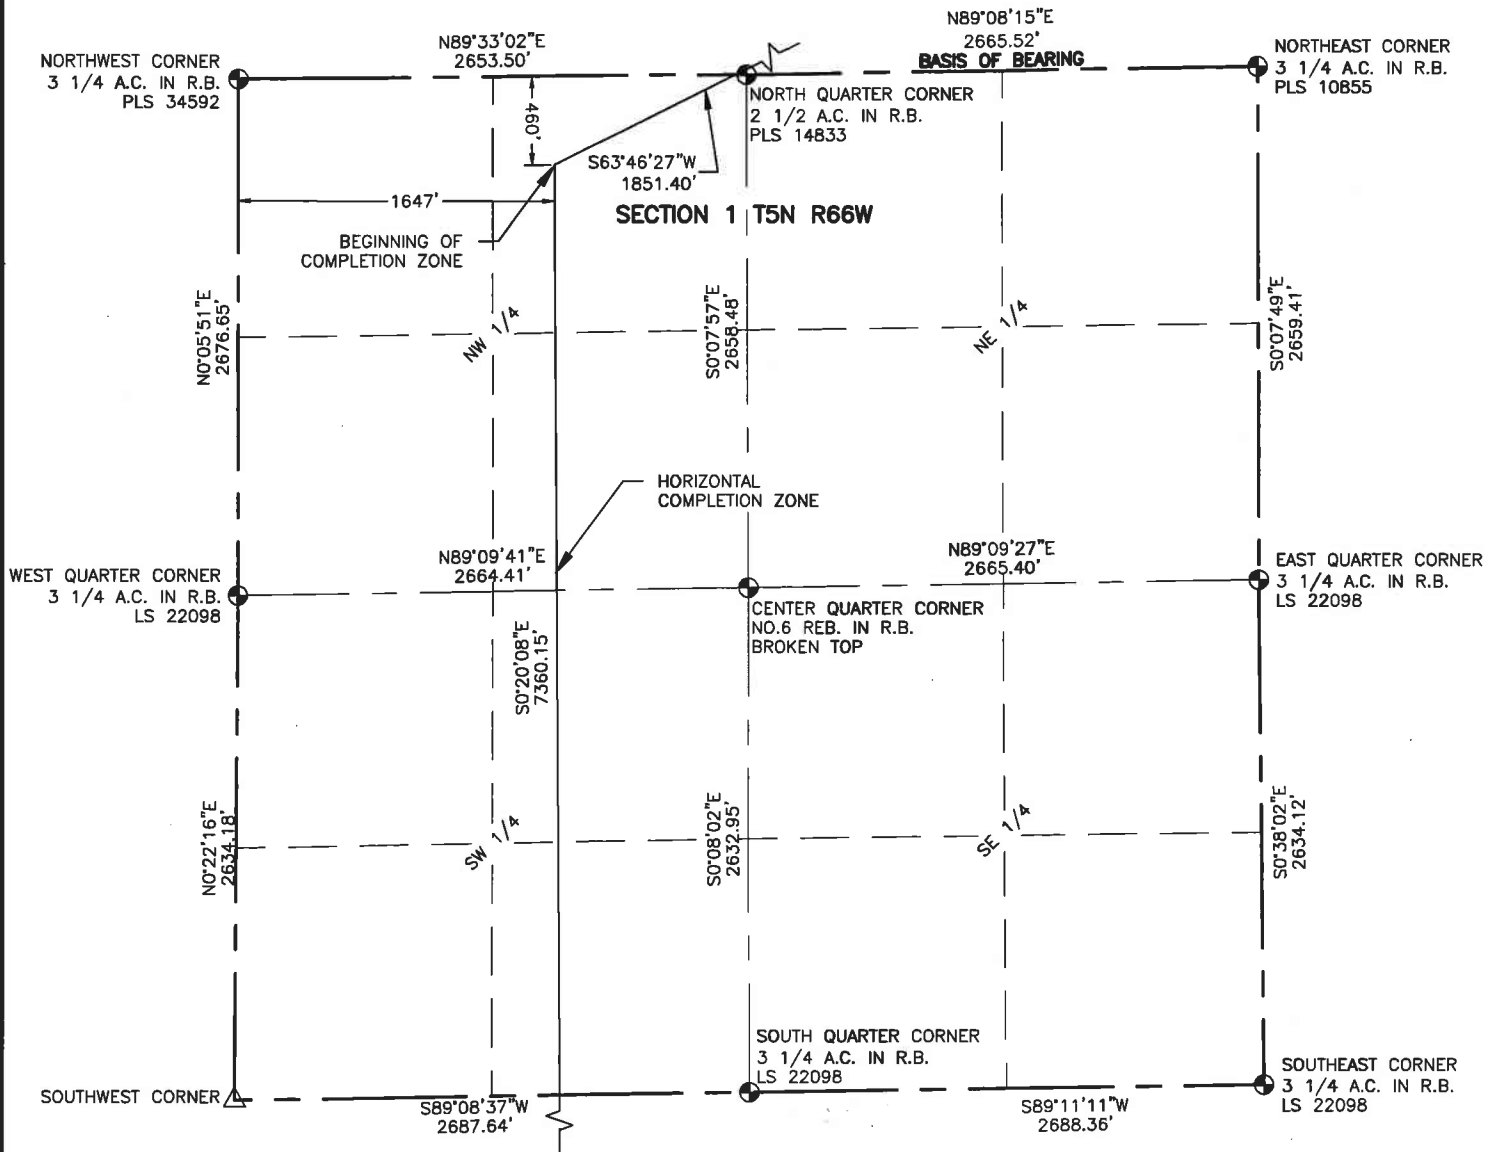 N89°08'15"E
2665.52'
BASIS OF BEARING
N89°33'02"E
2653.50'
NORTHWEST CORNER
3 1/4 A.C. IN R.B.
PLS 34592
NORTHEAST CORNER
3 1/4 A.C. IN R.B.
PLS 10855
NORTH QUARTER CORNER
2 1/2 A.C. IN R.B.
PLS 14833
460'
S63°46'27"W
1851.40'
1647'
SECTION 1 T5N R66W
BEGINNING OF
COMPLETION ZONE
N0°05'51"E
2676.65'
NW 1/4
S0°07'57"E
2658.48'
NE 1/4
S0°07'49"E
2659.41'
HORIZONTAL
COMPLETION ZONE
N89°09'41"E
2664.41'
N89°09'27"E
2665.40'
WEST QUARTER CORNER
3 1/4 A.C. IN R.B.
LS 22098
EAST QUARTER CORNER
3 1/4 A.C. IN R.B.
LS 22098
CENTER QUARTER CORNER
NO.6 REB. IN R.B.
BROKEN TOP
S0°20'08"E
7360.15'
N0°22'16"E
2634.18'
SW 1/4
S0°08'02"E
2632.95'
SE 1/4
S0°38'02"E
2634.12'
SOUTH QUARTER CORNER
3 1/4 A.C. IN R.B.
LS 22098
SOUTHEAST CORNER
3 1/4 A.C. IN R.B.
LS 22098
SOUTHWEST CORNER
S89°08'37"W
2687.64'
S89°11'11"W
2688.36'